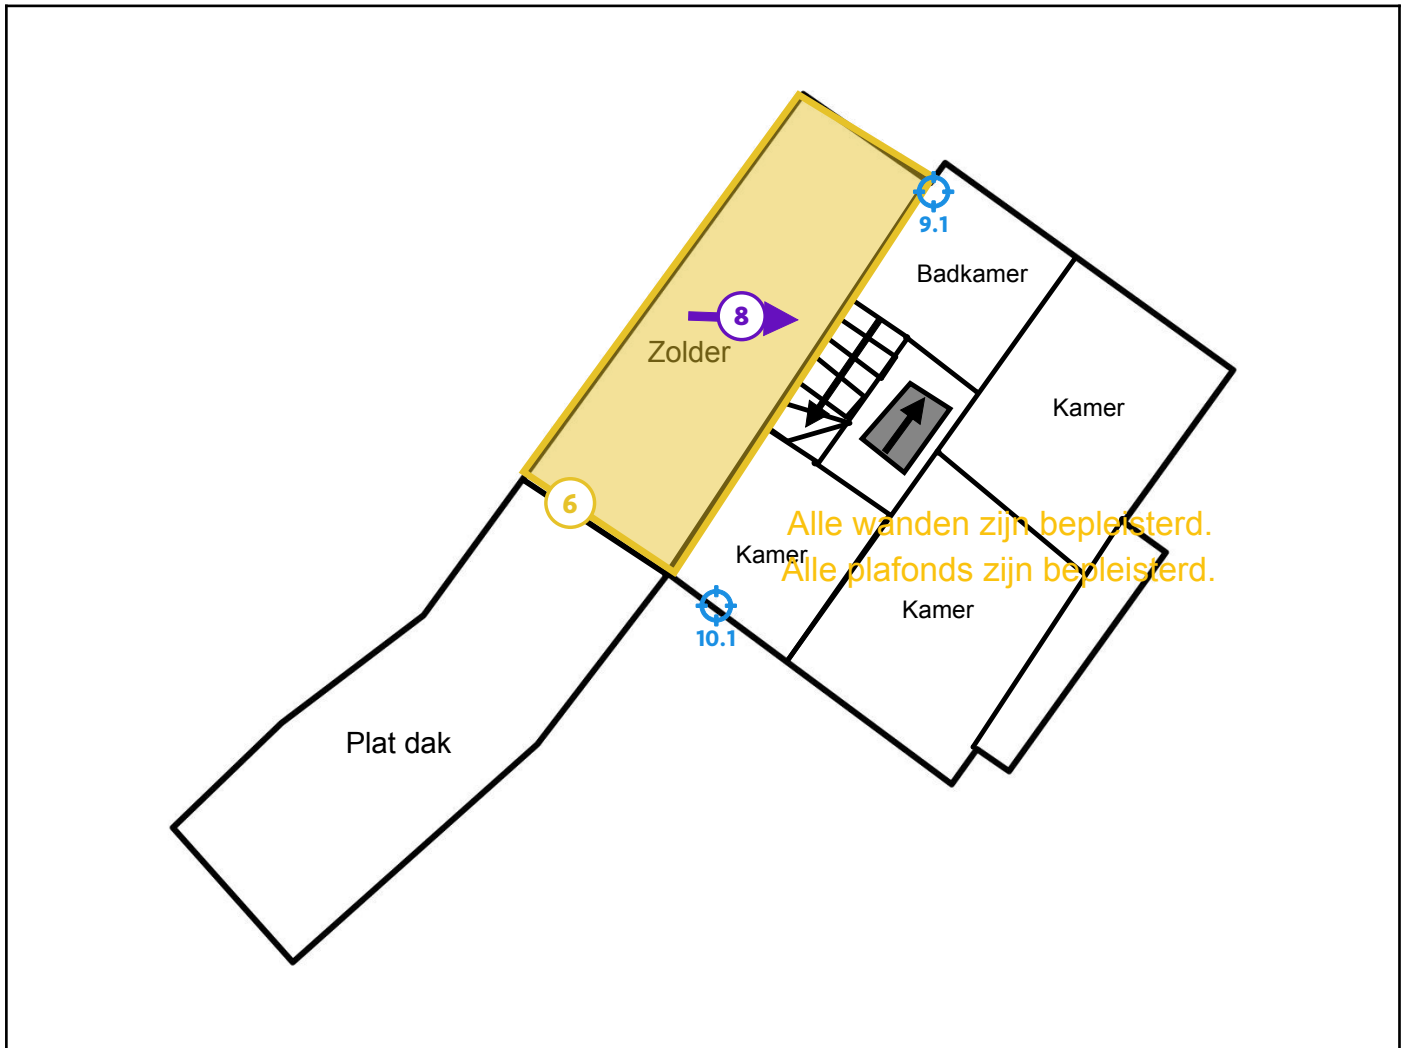 9.1
Badkamer
8
Zolder
Kamer
6
Alle wanden zijn bepleisterd.
Kamer
Alle plafonds zijn bepleisterd.
Kamer
10.1
Plat dak